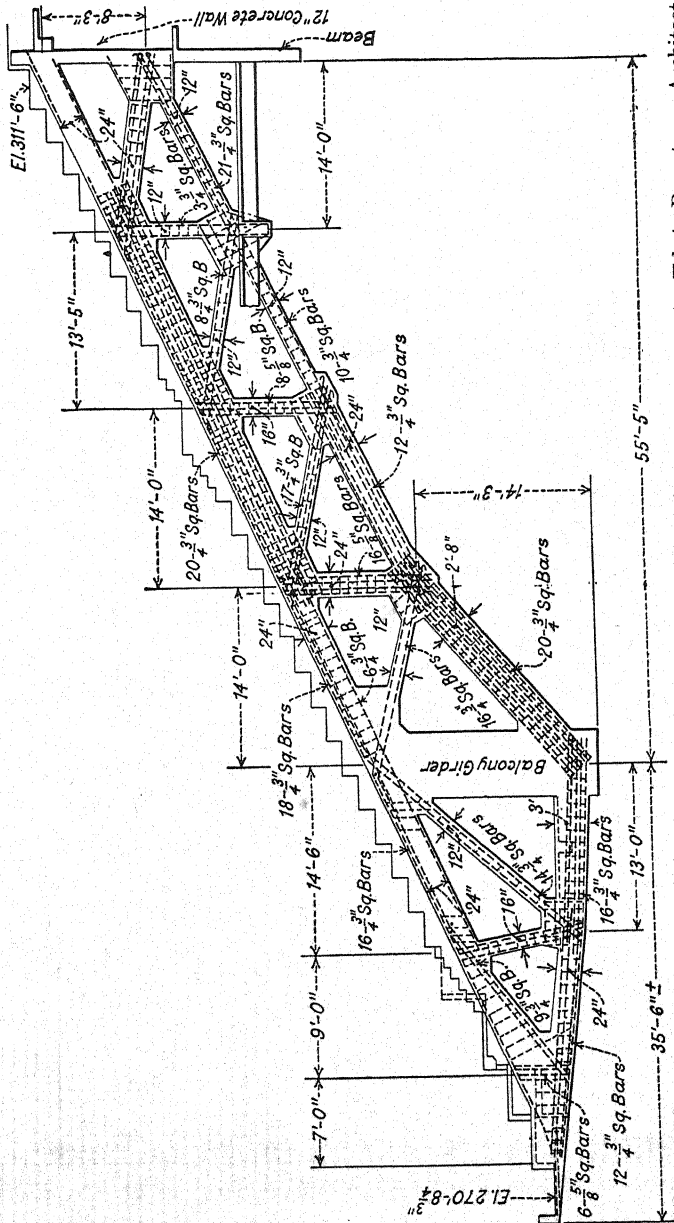 El.311'-6"
8'-3"
12" Concrete Wall
Beam
24"
12"
12"
3/4" Sq.Bars
21-3/4" Sq.Bars
14'-0"
13'-5"
8-3/4" Sq.B
12"
12"
10-3/4" Sq.Bars
8-5/8" Sq.B.
16"
20-3/4" Sq.Bars
14'-0"
17-3/4" Sq.B
12"
24"
12-3/4" Sq.Bars
16-5/8" Sq.Bars
24"
24"
12"
14'-3"
55'-5"
14'-0"
18-3/4" Sq.Bars
6-3/4" Sq.B.
16-3/4" Sq.Bars
2'-8"
20-3/4" Sq.Bars
Balcony Girder
14'-6"
16-3/4" Sq.Bars
24"
12"
14-3/4" Sq.Bars
3'
13'-0"
16-3/4" Sq.Bars
16"
9-3/4" Sq.B.
24"
9'-0"
7'-0"
35'-6"±
El.270'-8 3/4"
6-5/8" Sq.Bars
12-3/4" Sq.Bars